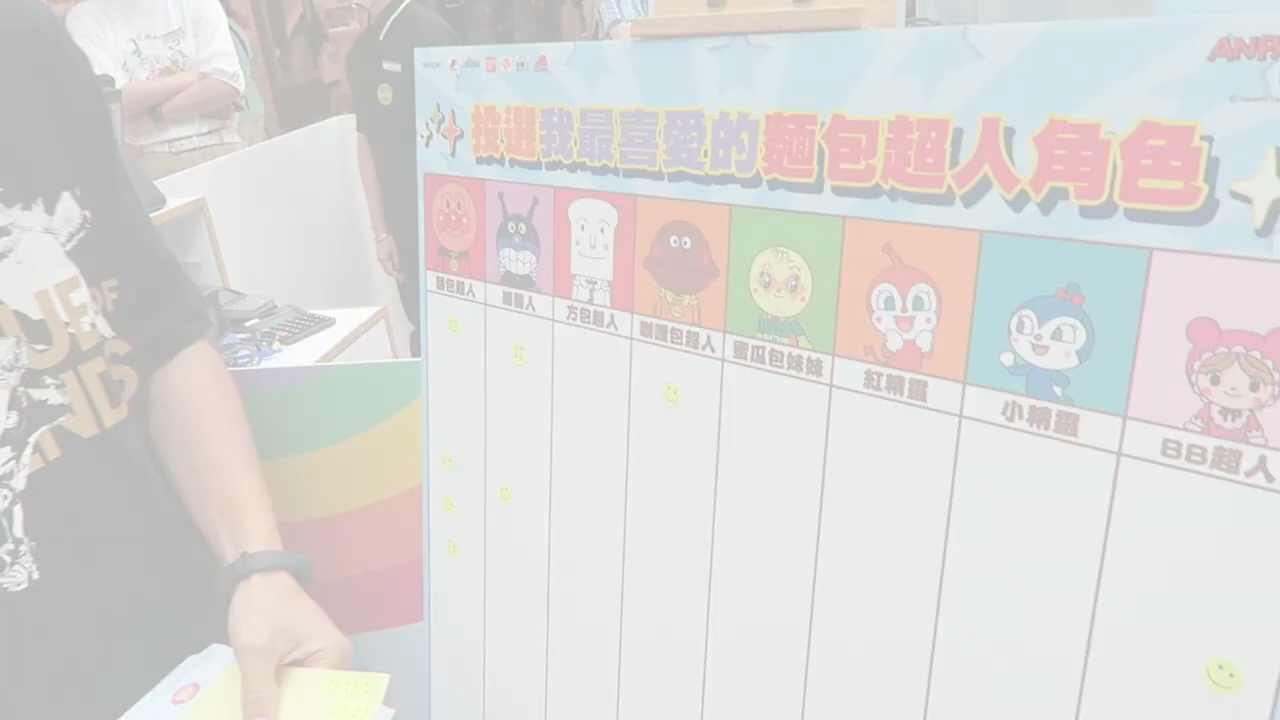 投選我最喜愛的麵包超人角色
麵包超人
細菌人
方包超人
咖喱包超人
蜜瓜包妹妹
紅精靈
小精靈
BB超人
OF
ENDS